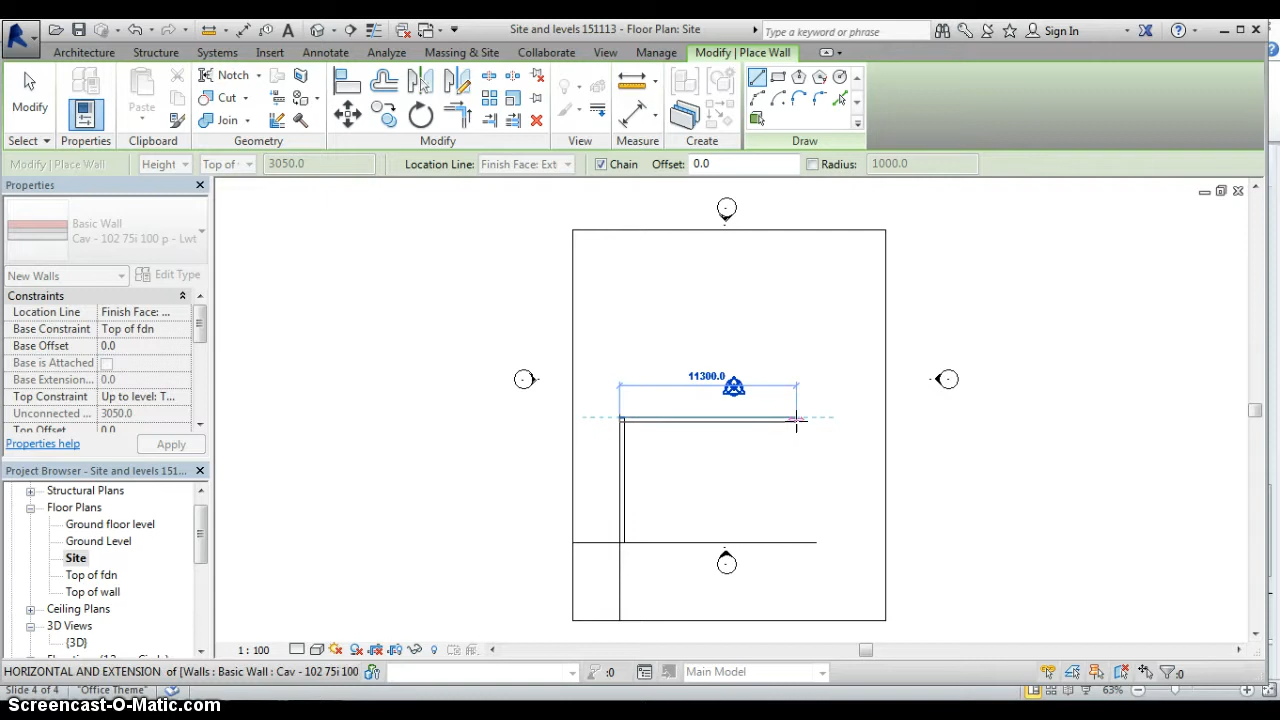 Site and levels 151113 - Floor Plan: Site
Type a keyword or phrase
Sign In
Architecture Structure Systems Insert Annotate Analyze Massing & Site Collaborate View Manage Modify | Place Wall
Modify
Properties
Paste
Notch
Cut
Join
Select Properties Clipboard Geometry Modify View Measure Create Draw
Modify | Place Wall Height Top of 3050.0 Location Line: Finish Face: Ext Chain Offset: 0.0 Radius: 1000.0
Properties
Basic Wall
Cav - 102 75i 100 p - Lwt
New Walls Edit Type
Constraints
Location Line Finish Face: ...
Base Constraint Top of fdn
Base Offset 0.0
Base is Attached
Base Extension... 0.0
Top Constraint Up to level: T...
Unconnected ... 3050.0
Top Offset 0.0
Properties help Apply
Project Browser - Site and levels 151...
Structural Plans
Floor Plans
Ground floor level
Ground Level
Site
Top of fdn
Top of wall
Ceiling Plans
3D Views
{3D}
11300.0
1 : 100
HORIZONTAL AND EXTENSION of [Walls : Basic Wall : Cav - 102 75i 100 :0 Main Model :0
Slide 4 of 4 "Office Theme" 63%
Screencast-O-Matic.com